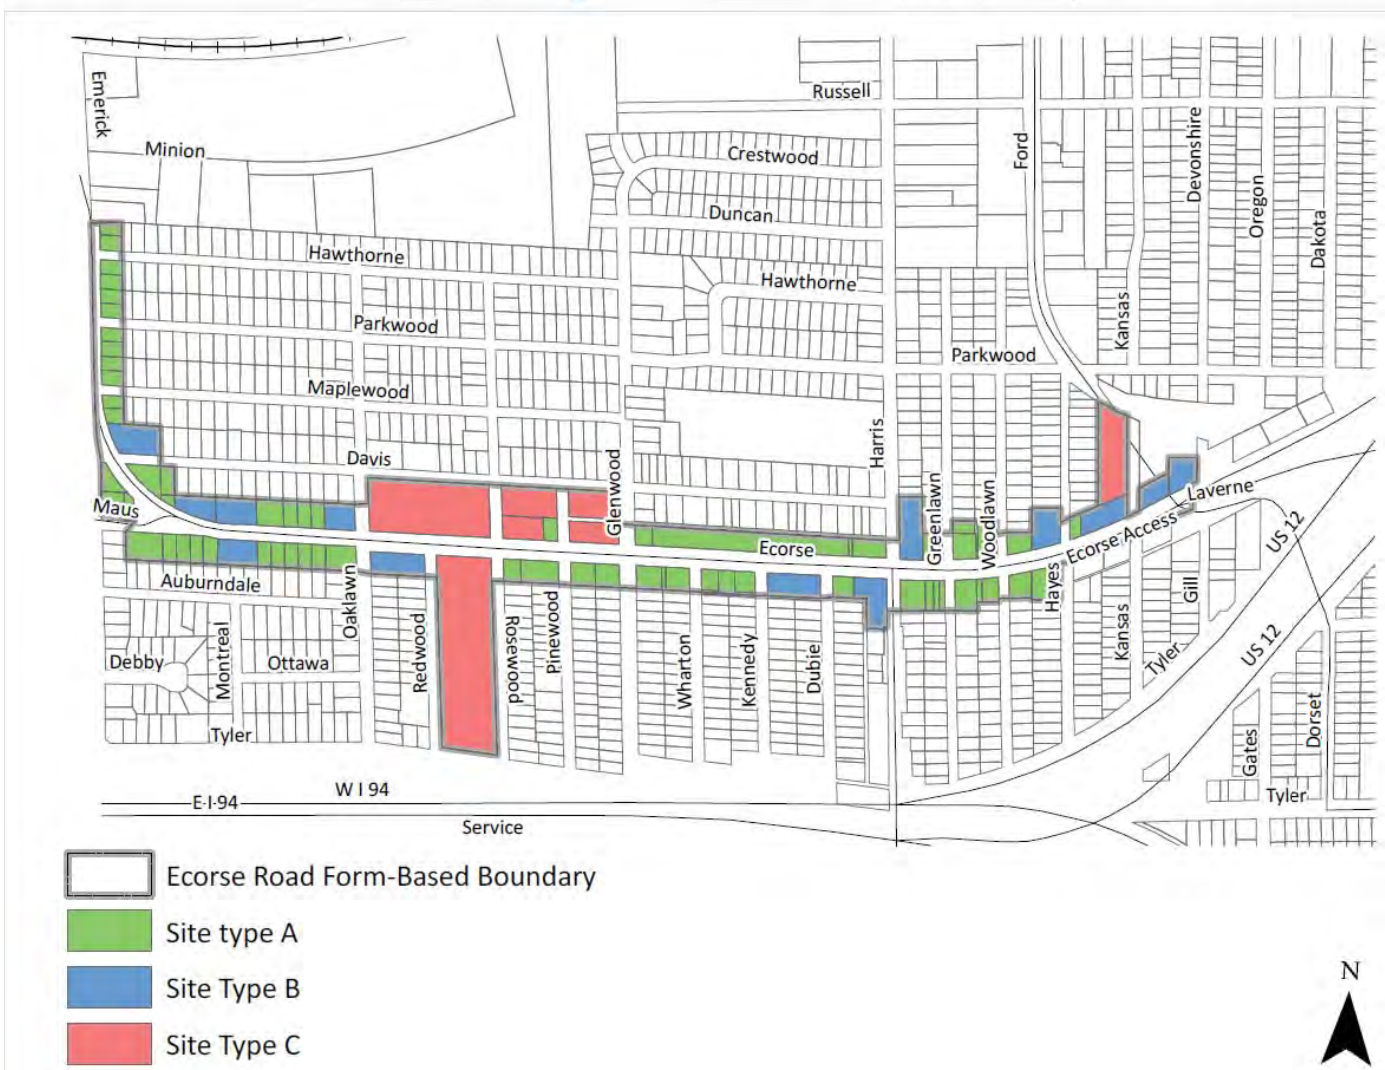 Emerick
Minion
Russell
Crestwood
Duncan
Ford
Devonshire
Oregon
Dakota
Hawthorne
Hawthorne
Parkwood
Kansas
Parkwood
Maplewood
Davis
Glenwood
Harris
Greenlawn
Woodlawn
Laverne
Maus
Ecorse
Ecorse Access
US 12
Auburndale
Oaklawn
Hayes
Gill
Redwood
Rosewood
Pinewood
Wharton
Kennedy
Dubie
Kansas
Tyler
US 12
Debby
Montreal
Ottawa
Tyler
Gates
Dorset
W I 94
E-I-94
Service
Tyler
Ecorse Road Form-Based Boundary
Site type A
Site Type B
Site Type C
N